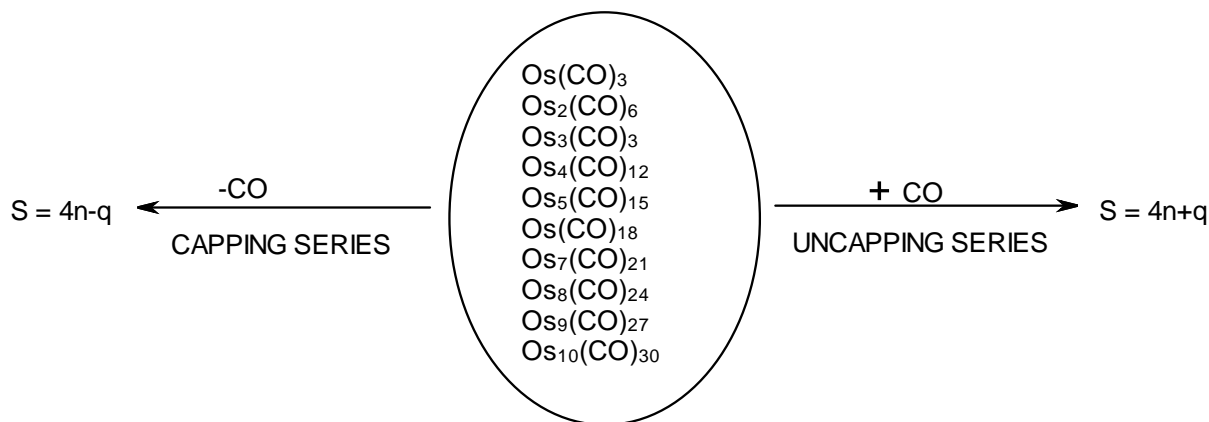 Os(CO)3
Os2(CO)6
Os3(CO)3
Os4(CO)12
Os5(CO)15
Os(CO)18
Os7(CO)21
Os8(CO)24
Os9(CO)27
Os10(CO)30
S = 4n-q
-CO
CAPPING SERIES
+ CO
UNCAPPING SERIES
S = 4n+q